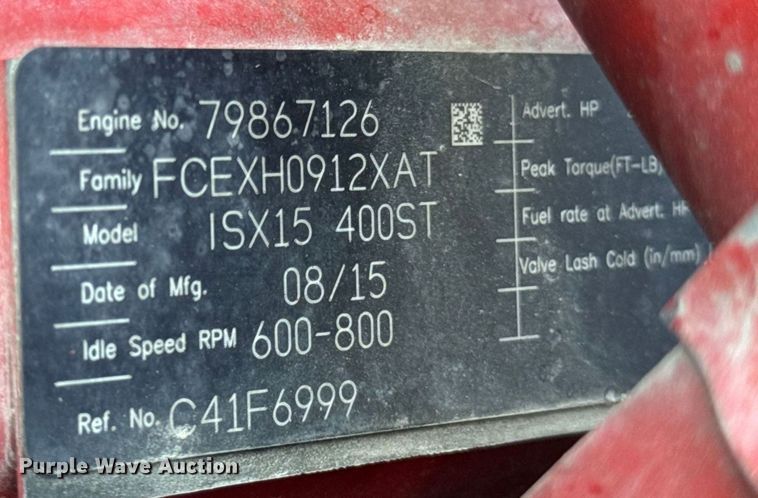 Engine No. 79867126
Family FCEXH0912XAT
Model ISX15 400ST
Date of Mfg. 08/15
Idle Speed RPM 600-800
Ref. No. C41F6999
Advert. HP
Peak Torque(FT-LB)
Fuel rate at Advert. HP
Valve Lash Cold (in/mm)
Purple Wave Auction